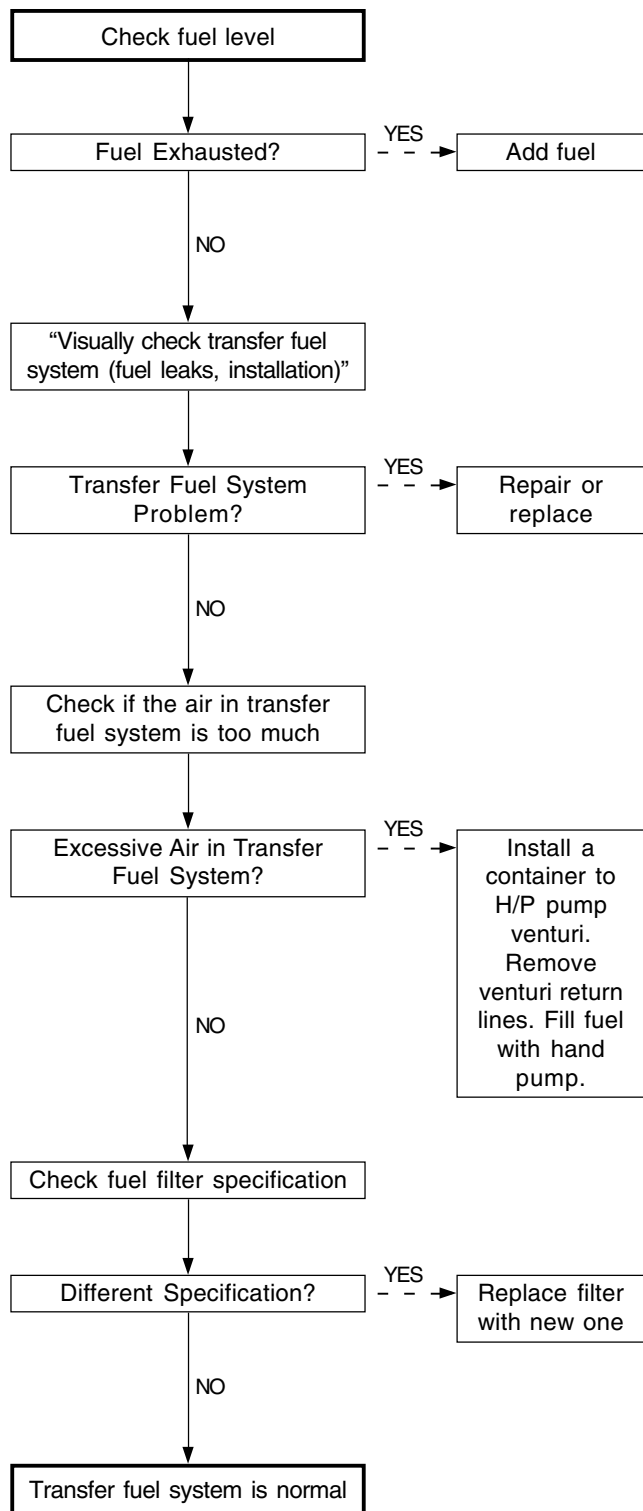 Check fuel level
Fuel Exhausted?
YES
Add fuel
NO
“Visually check transfer fuel
system (fuel leaks, installation)”
Transfer Fuel System
Problem?
YES
Repair or
replace
NO
Check if the air in transfer
fuel system is too much
Excessive Air in Transfer
Fuel System?
YES
Install a
container to
H/P pump
venturi.
Remove
venturi return
lines. Fill fuel
with hand
pump.
NO
Check fuel filter specification
Different Specification?
YES
Replace filter
with new one
NO
Transfer fuel system is normal